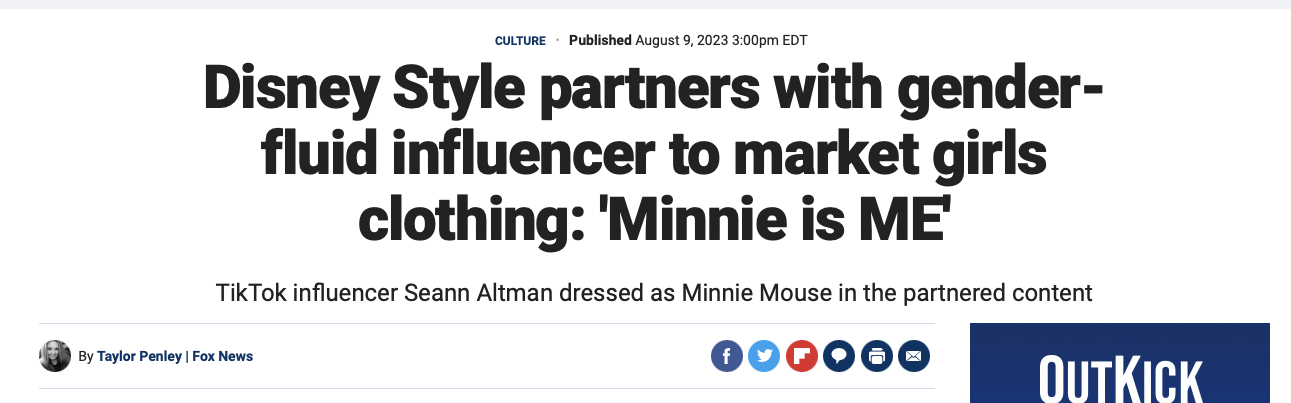 CULTURE · Published August 9, 2023 3:00pm EDT
Disney Style partners with gender-
fluid influencer to market girls
clothing: 'Minnie is ME'
TikTok influencer Seann Altman dressed as Minnie Mouse in the partnered content
By Taylor Penley | Fox News
f
OUTKICK